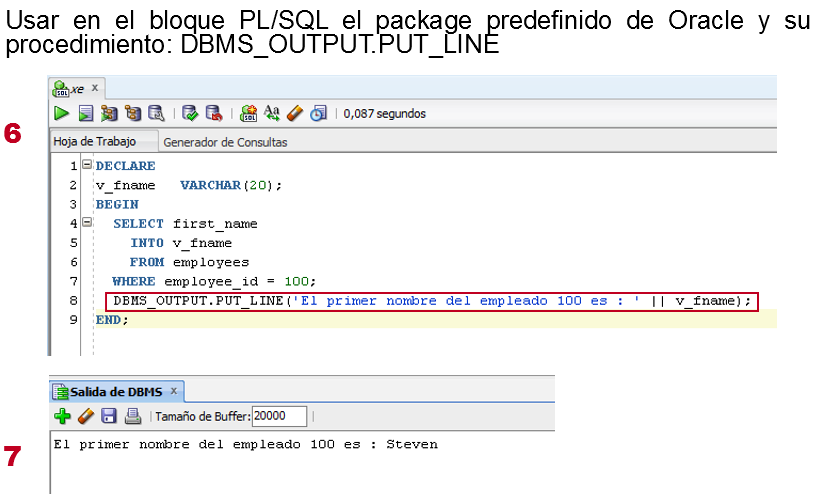 Usar en el bloque PL/SQL el package predefinido de Oracle y su
procedimiento: DBMS_OUTPUT.PUT_LINE
xe x
0,087 segundos
6
Hoja de Trabajo Generador de Consultas
1 DECLARE
2 v_fname VARCHAR(20);
3 BEGIN
4 SELECT first_name
5 INTO v_fname
6 FROM employees
7 WHERE employee_id = 100;
8 DBMS_OUTPUT.PUT_LINE('El primer nombre del empleado 100 es : ' || v_fname);
9 END;
Salida de DBMS x
Tamaño de Buffer: 20000
7
El primer nombre del empleado 100 es : Steven